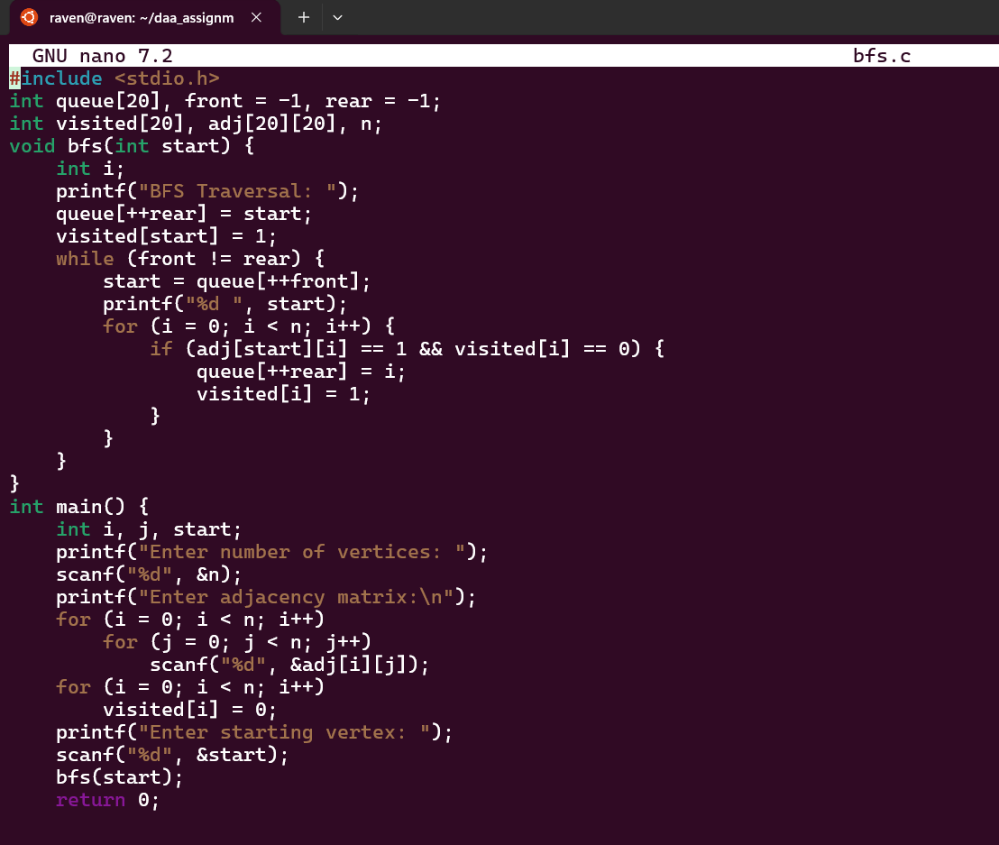 raven@raven: ~/daa_assignm
GNU nano 7.2 bfs.c
#include <stdio.h>
int queue[20], front = -1, rear = -1;
int visited[20], adj[20][20], n;
void bfs(int start) {
    int i;
    printf("BFS Traversal: ");
    queue[++rear] = start;
    visited[start] = 1;
    while (front != rear) {
        start = queue[++front];
        printf("%d ", start);
        for (i = 0; i < n; i++) {
            if (adj[start][i] == 1 && visited[i] == 0) {
                queue[++rear] = i;
                visited[i] = 1;
            }
        }
    }
}
int main() {
    int i, j, start;
    printf("Enter number of vertices: ");
    scanf("%d", &n);
    printf("Enter adjacency matrix:\n");
    for (i = 0; i < n; i++)
        for (j = 0; j < n; j++)
            scanf("%d", &adj[i][j]);
    for (i = 0; i < n; i++)
        visited[i] = 0;
    printf("Enter starting vertex: ");
    scanf("%d", &start);
    bfs(start);
    return 0;